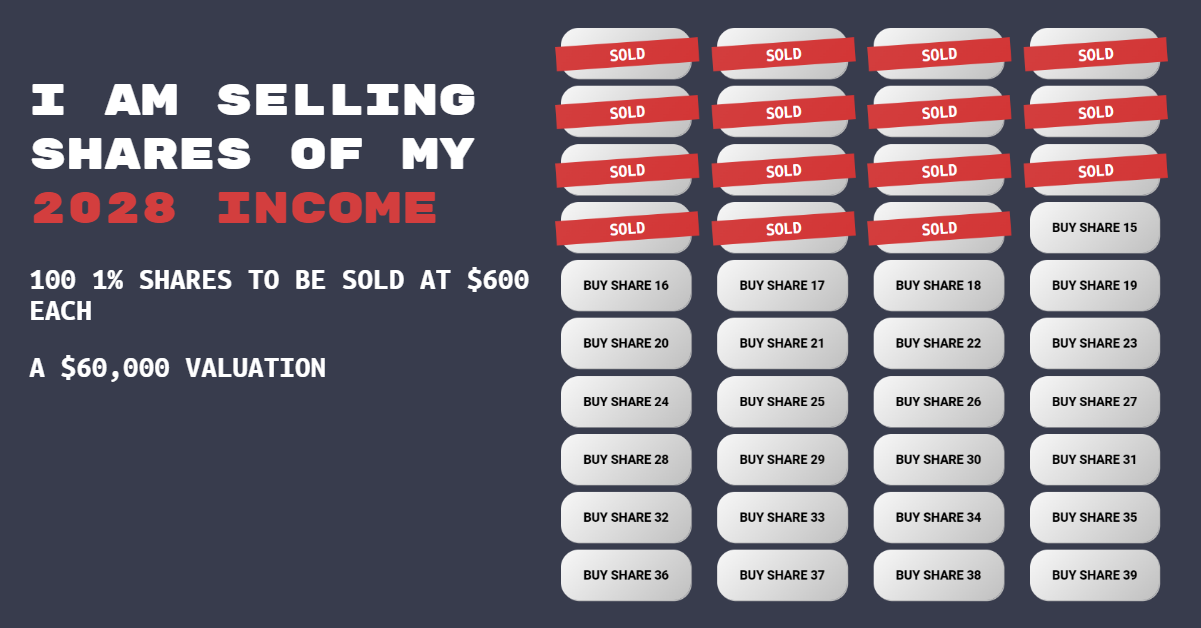 I AM SELLING
SHARES OF MY
2028 INCOME
100 1% SHARES TO BE SOLD AT $600
EACH
A $60,000 VALUATION
SOLD SOLD SOLD SOLD
SOLD SOLD SOLD SOLD
SOLD SOLD SOLD SOLD
SOLD SOLD SOLD BUY SHARE 15
BUY SHARE 16 BUY SHARE 17 BUY SHARE 18 BUY SHARE 19
BUY SHARE 20 BUY SHARE 21 BUY SHARE 22 BUY SHARE 23
BUY SHARE 24 BUY SHARE 25 BUY SHARE 26 BUY SHARE 27
BUY SHARE 28 BUY SHARE 29 BUY SHARE 30 BUY SHARE 31
BUY SHARE 32 BUY SHARE 33 BUY SHARE 34 BUY SHARE 35
BUY SHARE 36 BUY SHARE 37 BUY SHARE 38 BUY SHARE 39